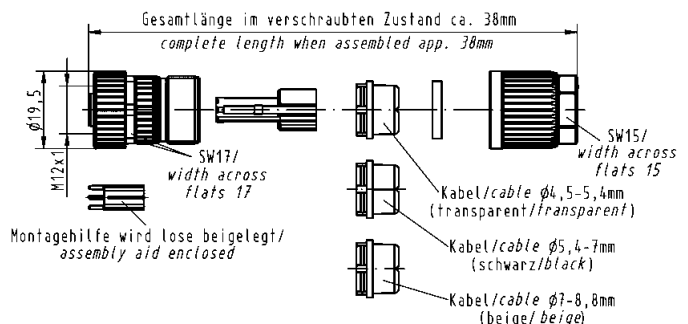 Gesamtlänge im verschraubten Zustand ca. 38mm
complete length when assembled app. 38mm
Ø19,5
M12x1
SW17/
width across
flats 17
SW15/
width across
flats 15
Montagehilfe wird lose beigelegt/
assembly aid enclosed
Kabel/cable Ø4,5-5,4mm
(transparent/transparent)
Kabel/cable Ø5,4-7mm
(schwarz/black)
Kabel/cable Ø7-8,8mm
(beige/beige)